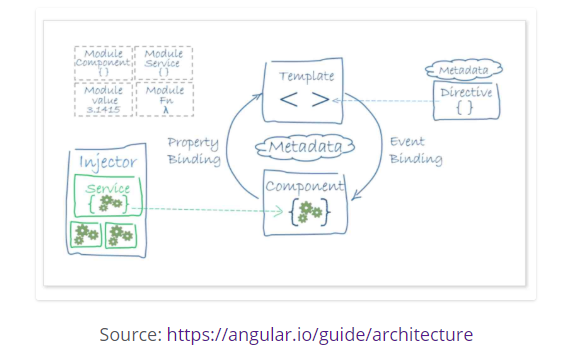 Module
Component
{ }
Module
Service
{ }
Module
value
3.1415
Module
Fn
λ
Template
< >
Metadata
Directive
{ }
Property
Binding
Metadata
Event
Binding
Injector
Service
{ }
Component
{ }
Source: https://angular.io/guide/architecture